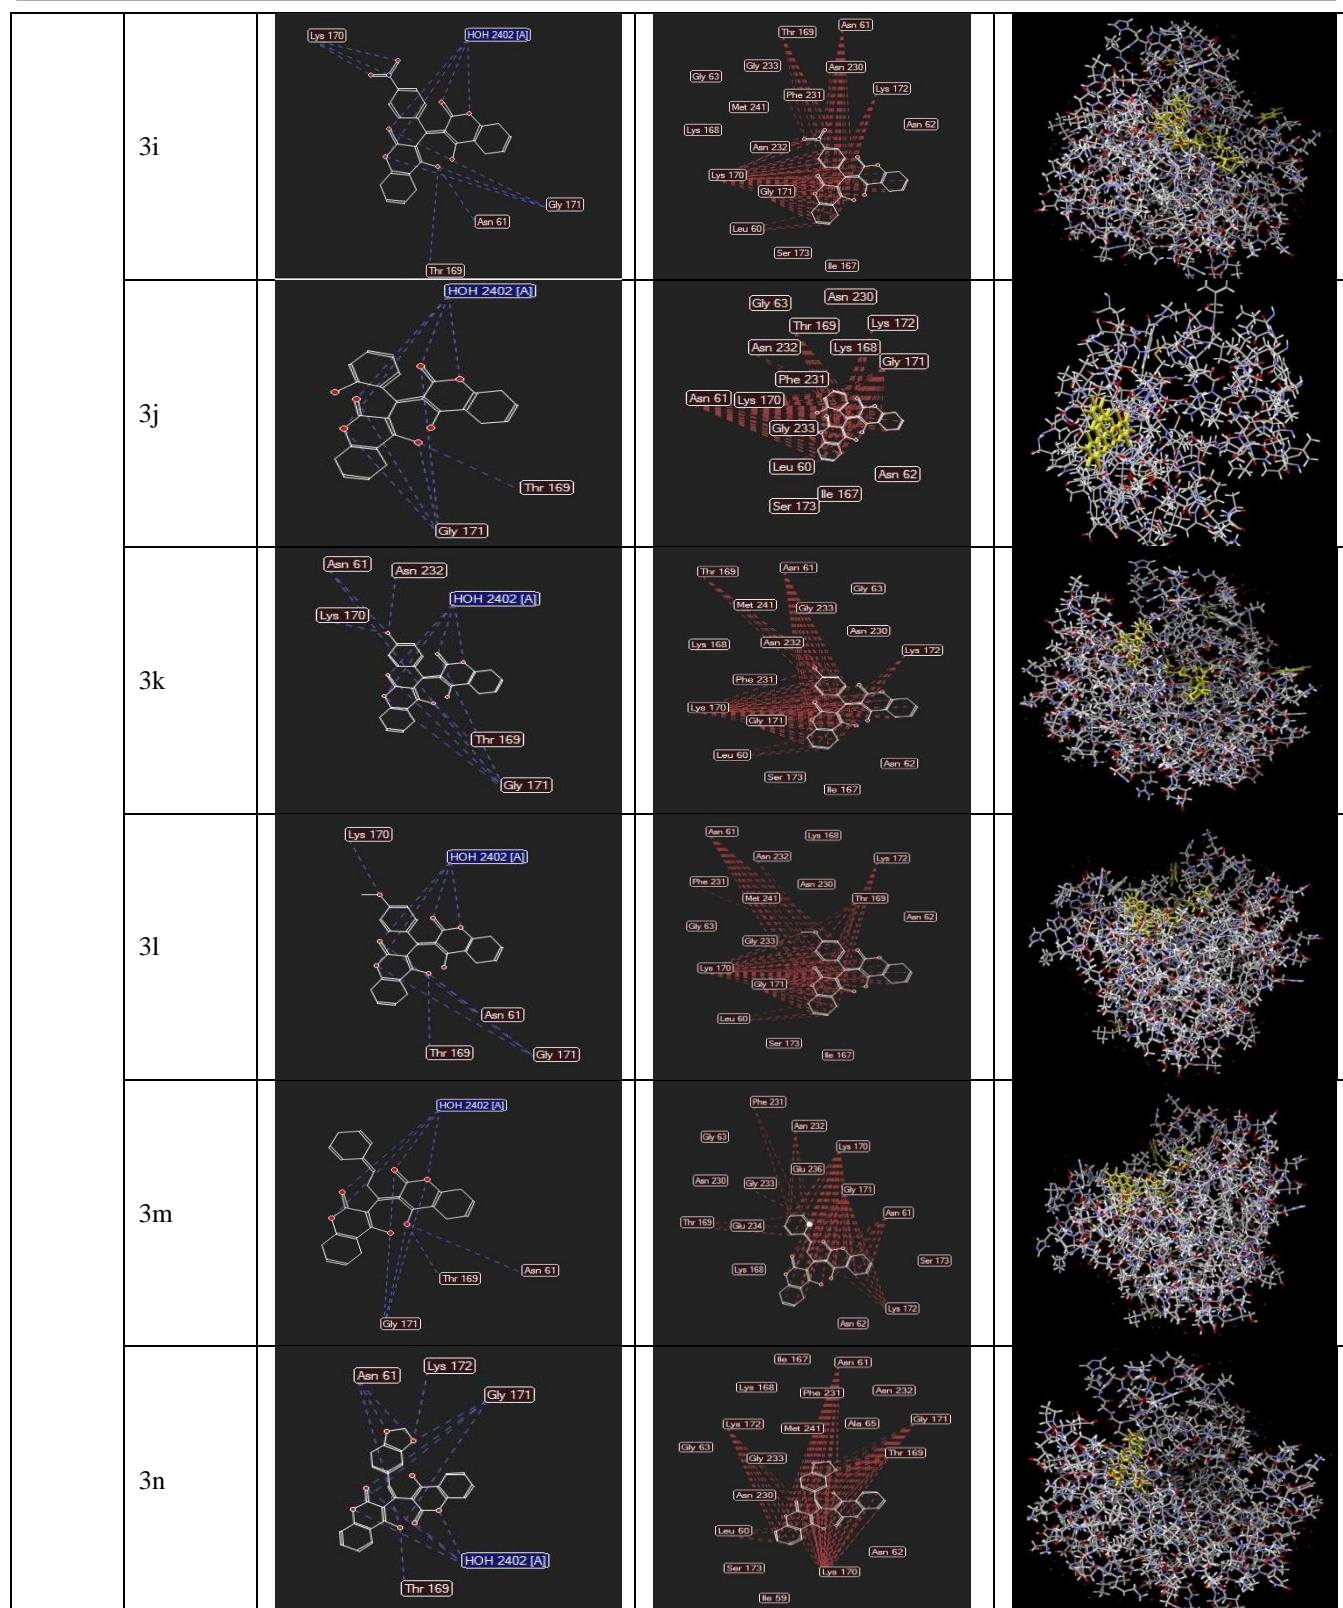 3i
Lys 170
HOH 2402 [A]
Gly 171
Asn 61
Thr 169
Thr 169
Asn 61
Gly 233
Asn 230
Gly 63
Phe 231
Lys 172
Met 241
Asn 62
Lys 168
Asn 232
Lys 170
Gly 171
Leu 60
Ser 173
Ile 167
3j
HOH 2402 [A]
Thr 169
Gly 171
Gly 63
Asn 230
Thr 169
Lys 172
Asn 232
Lys 168
Gly 171
Phe 231
Asn 61
Lys 170
Gly 233
Leu 60
Asn 62
Ile 167
Ser 173
3k
Asn 61
Asn 232
HOH 2402 [A]
Lys 170
Thr 169
Gly 171
Thr 169
Asn 61
Gly 63
Met 241
Gly 233
Asn 230
Lys 168
Asn 232
Lys 172
Phe 231
Lys 170
Gly 171
Leu 60
Asn 62
Ser 173
Ile 167
3l
Lys 170
HOH 2402 [A]
Asn 61
Thr 169
Gly 171
Asn 61
Lys 168
Asn 232
Lys 172
Phe 231
Asn 230
Met 241
Thr 169
Asn 62
Gly 63
Gly 233
Lys 170
Gly 171
Leu 60
Ser 173
Ile 167
3m
HOH 2402 [A]
Asn 61
Thr 169
Gly 171
Phe 231
Asn 232
Gly 63
Lys 170
Glu 236
Asn 230
Gly 233
Gly 171
Asn 61
Thr 169
Glu 234
Ser 173
Lys 168
Lys 172
Asn 62
3n
Asn 61
Lys 172
Gly 171
HOH 2402 [A]
Thr 169
Ile 167
Asn 61
Lys 168
Phe 231
Asn 232
Lys 172
Met 241
Ala 65
Gly 171
Gly 63
Gly 233
Thr 169
Asn 230
Leu 60
Asn 62
Ser 173
Lys 170
Ile 59